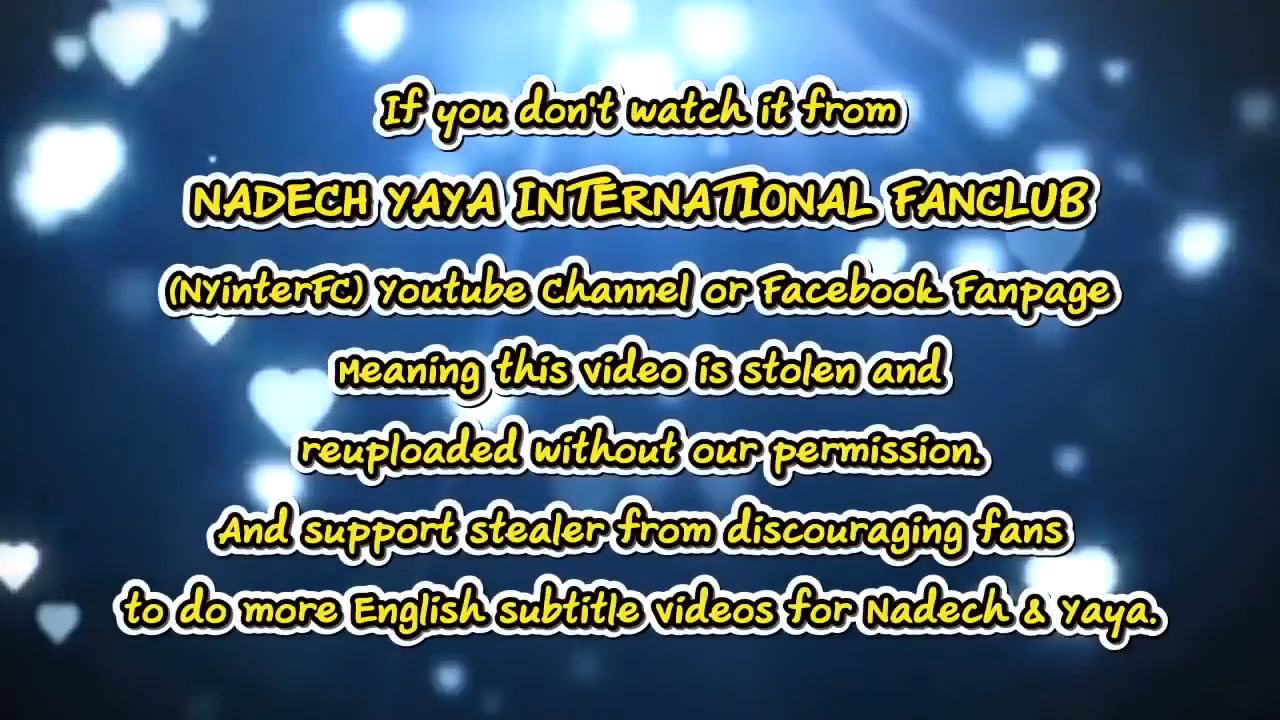 If you don't watch it from
NADECH YAYA INTERNATIONAL FANCLUB
(NYinterFC) Youtube Channel or Facebook Fanpage
Meaning this video is stolen and
reuploaded without our permission.
And support stealer from discouraging fans
to do more English subtitle videos for Nadech & Yaya.